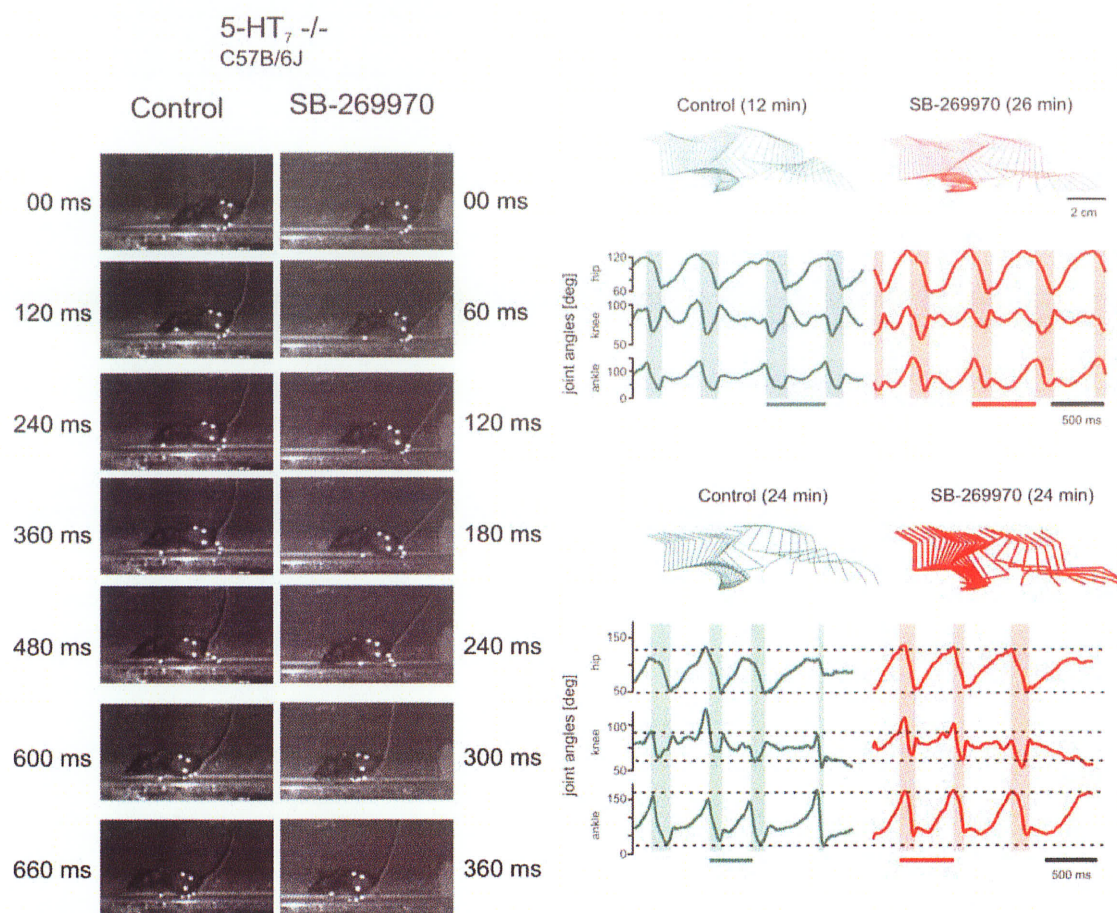 5-HT₇ -/-
C57B/6J
Control SB-269970
00 ms 00 ms
120 ms 60 ms
240 ms 120 ms
360 ms 180 ms
480 ms 240 ms
600 ms 300 ms
660 ms 360 ms
Control (12 min) SB-269970 (26 min)
2 cm
joint angles [deg]
hip
120
60
knee
100
50
ankle
100
0
500 ms
Control (24 min) SB-269970 (24 min)
joint angles [deg]
hip
150
50
knee
100
50
ankle
150
0
500 ms